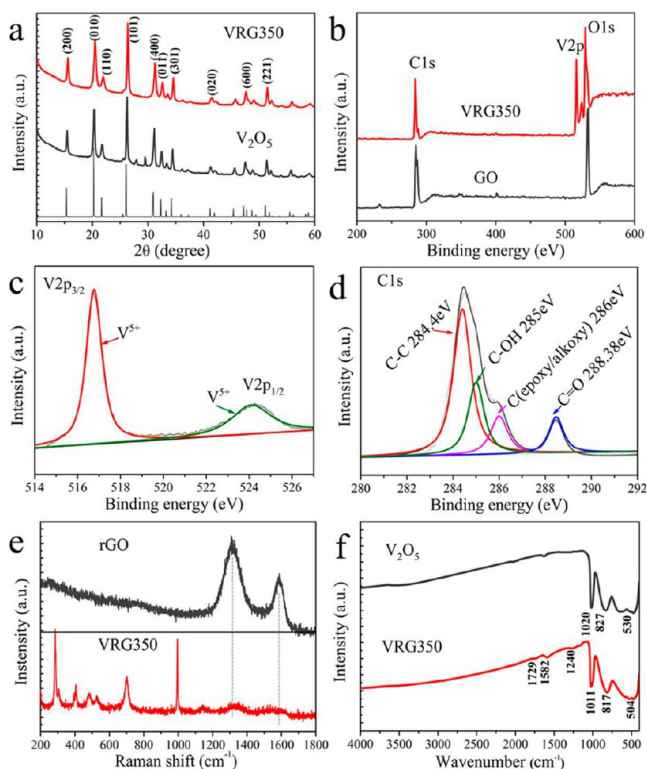 a
VRG350
(200)
(010)
(110)
(101)
(400)
(011)
(301)
(020)
(600)
(221)
V₂O₅
Intensity (a.u.)
10 20 30 40 50 60
2θ (degree)
b
O1s
V2p
C1s
VRG350
GO
Intensity (a.u.)
200 300 400 500 600
Binding energy (eV)
c
V2p3/2
V⁵⁺
V⁵⁺
V2p1/2
Intensity (a.u.)
514 516 518 520 522 524 526
Binding energy (eV)
d
C1s
C-C 284.4eV
C-OH 285eV
C(epoxy/alkoxy) 286eV
C=O 288.38eV
Intensity (a.u.)
280 282 284 286 288 290 292
Binding energy (eV)
e
rGO
VRG350
Instensity (a.u.)
200 400 600 800 1000 1200 1400 1600 1800
Raman shift (cm⁻¹)
f
V₂O₅
1020
827
530
VRG350
1729
1582
1240
1011
817
504
Intensity (a.u.)
4000 3000 2000 1000
Wavenumber (cm⁻¹)